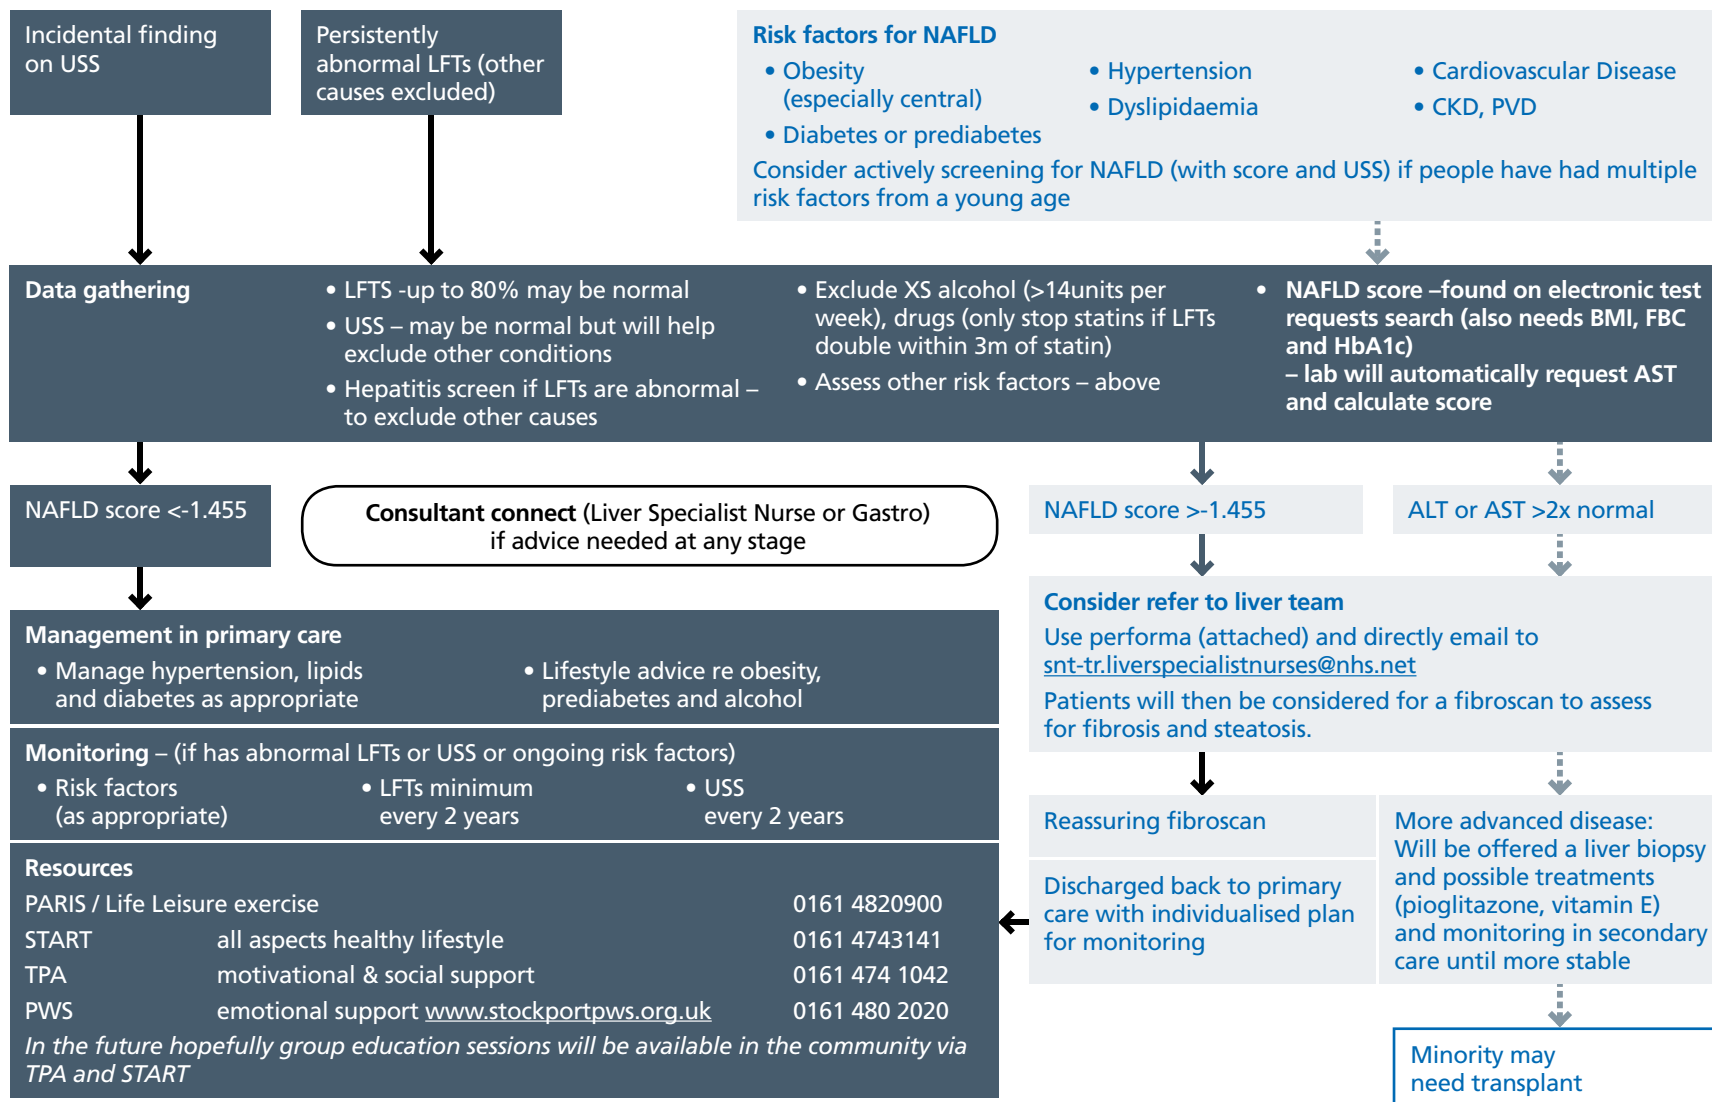 Incidental finding
on USS
Persistently
abnormal LFTs (other
causes excluded)
Risk factors for NAFLD
• Obesity
(especially central)
• Diabetes or prediabetes
• Hypertension
• Dyslipidaemia
• Cardiovascular Disease
• CKD, PVD
Consider actively screening for NAFLD (with score and USS) if people have had multiple
risk factors from a young age
Data gathering
• LFTS -up to 80% may be normal
• USS – may be normal but will help
exclude other conditions
• Hepatitis screen if LFTs are abnormal –
to exclude other causes
• Exclude XS alcohol (>14units per
week), drugs (only stop statins if LFTs
double within 3m of statin)
• Assess other risk factors – above
• NAFLD score –found on electronic test
requests search (also needs BMI, FBC
and HbA1c)
– lab will automatically request AST
and calculate score
NAFLD score <-1.455
Consultant connect (Liver Specialist Nurse or Gastro)
if advice needed at any stage
NAFLD score >-1.455
ALT or AST >2x normal
Management in primary care
• Manage hypertension, lipids
and diabetes as appropriate
• Lifestyle advice re obesity,
prediabetes and alcohol
Monitoring – (if has abnormal LFTs or USS or ongoing risk factors)
• Risk factors
(as appropriate)
• LFTs minimum
every 2 years
• USS
every 2 years
Resources
PARIS / Life Leisure exercise 0161 4820900
START all aspects healthy lifestyle 0161 4743141
TPA motivational & social support 0161 474 1042
PWS emotional support www.stockportpws.org.uk 0161 480 2020
In the future hopefully group education sessions will be available in the community via
TPA and START
Consider refer to liver team
Use performa (attached) and directly email to
snt-tr.liverspecialistnurses@nhs.net
Patients will then be considered for a fibroscan to assess
for fibrosis and steatosis.
Reassuring fibroscan
Discharged back to primary
care with individualised plan
for monitoring
More advanced disease:
Will be offered a liver biopsy
and possible treatments
(pioglitazone, vitamin E)
and monitoring in secondary
care until more stable
Minority may
need transplant